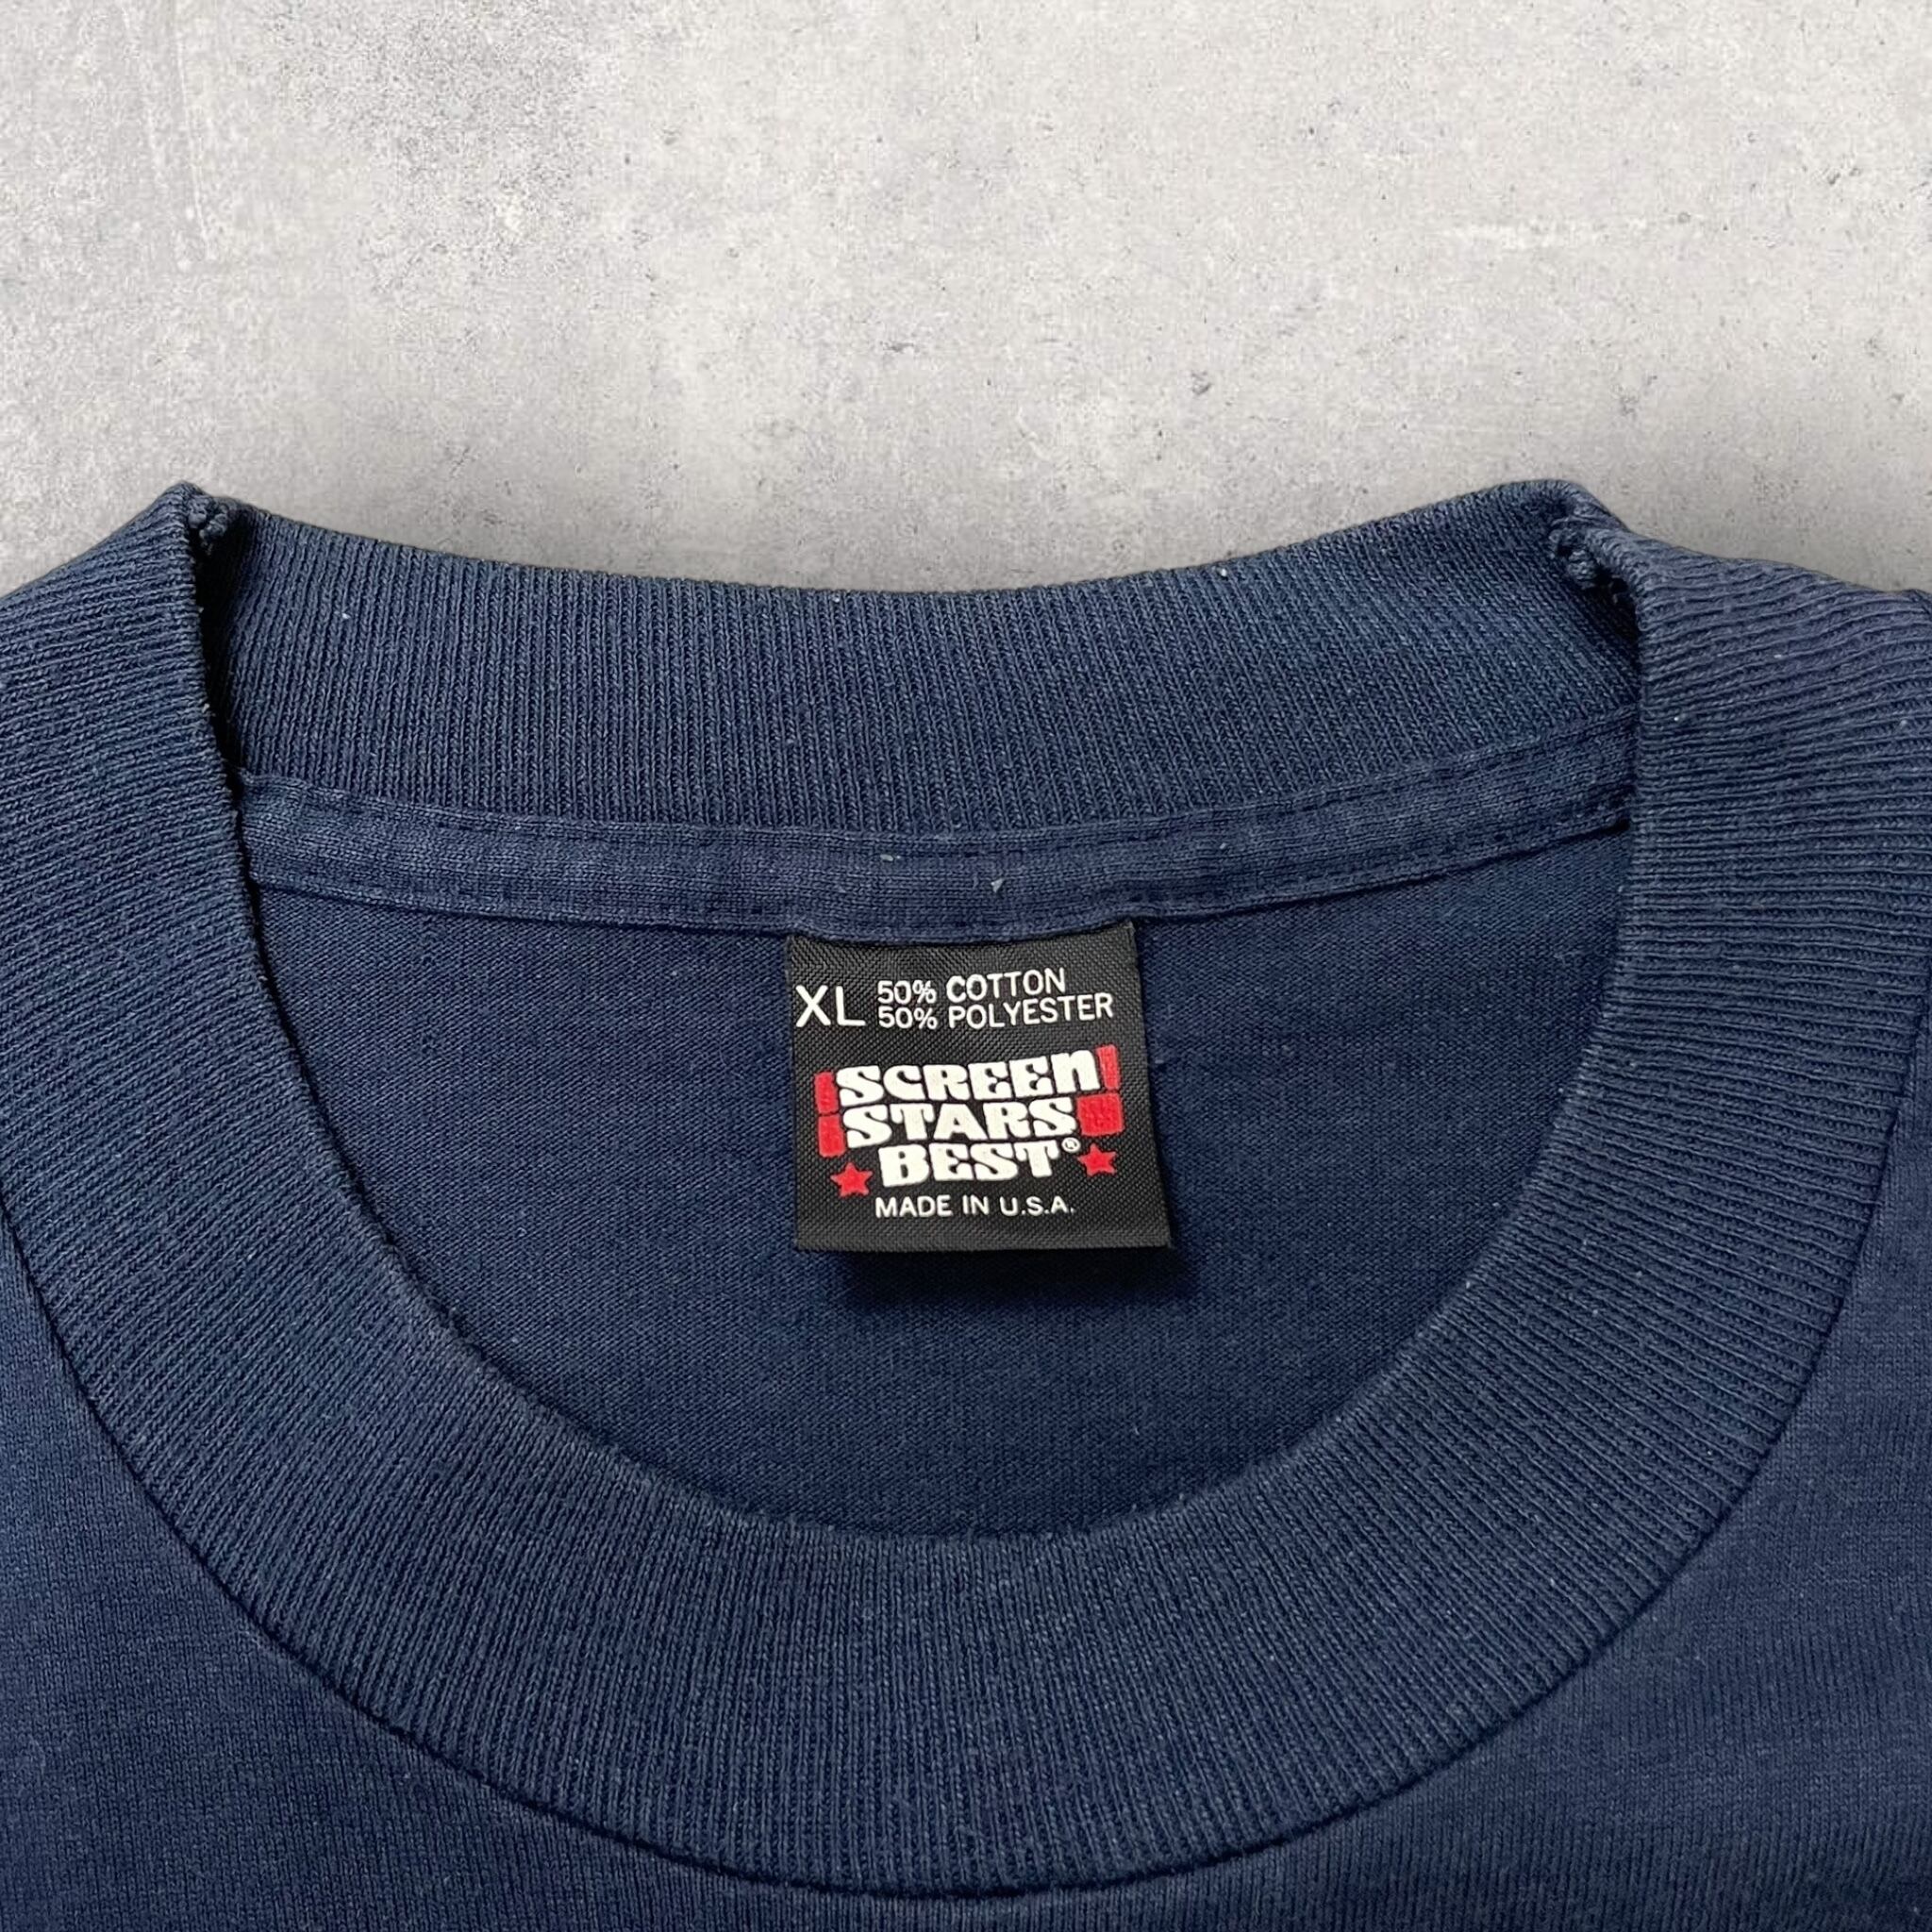 XL 50% COTTON
50% POLYESTER
SCREEN
STARS
BEST®
MADE IN U.S.A.